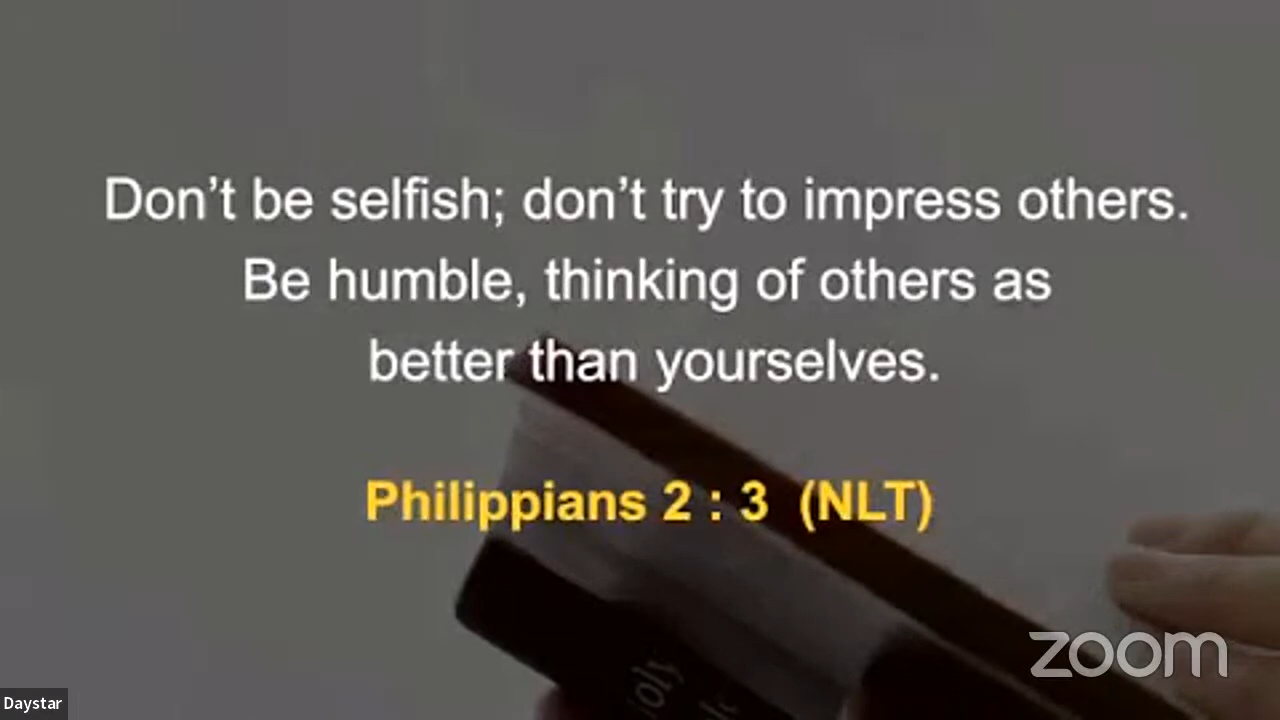 Don’t be selfish; don’t try to impress others.
Be humble, thinking of others as
better than yourselves.
Philippians 2 : 3 (NLT)
zoom
Daystar